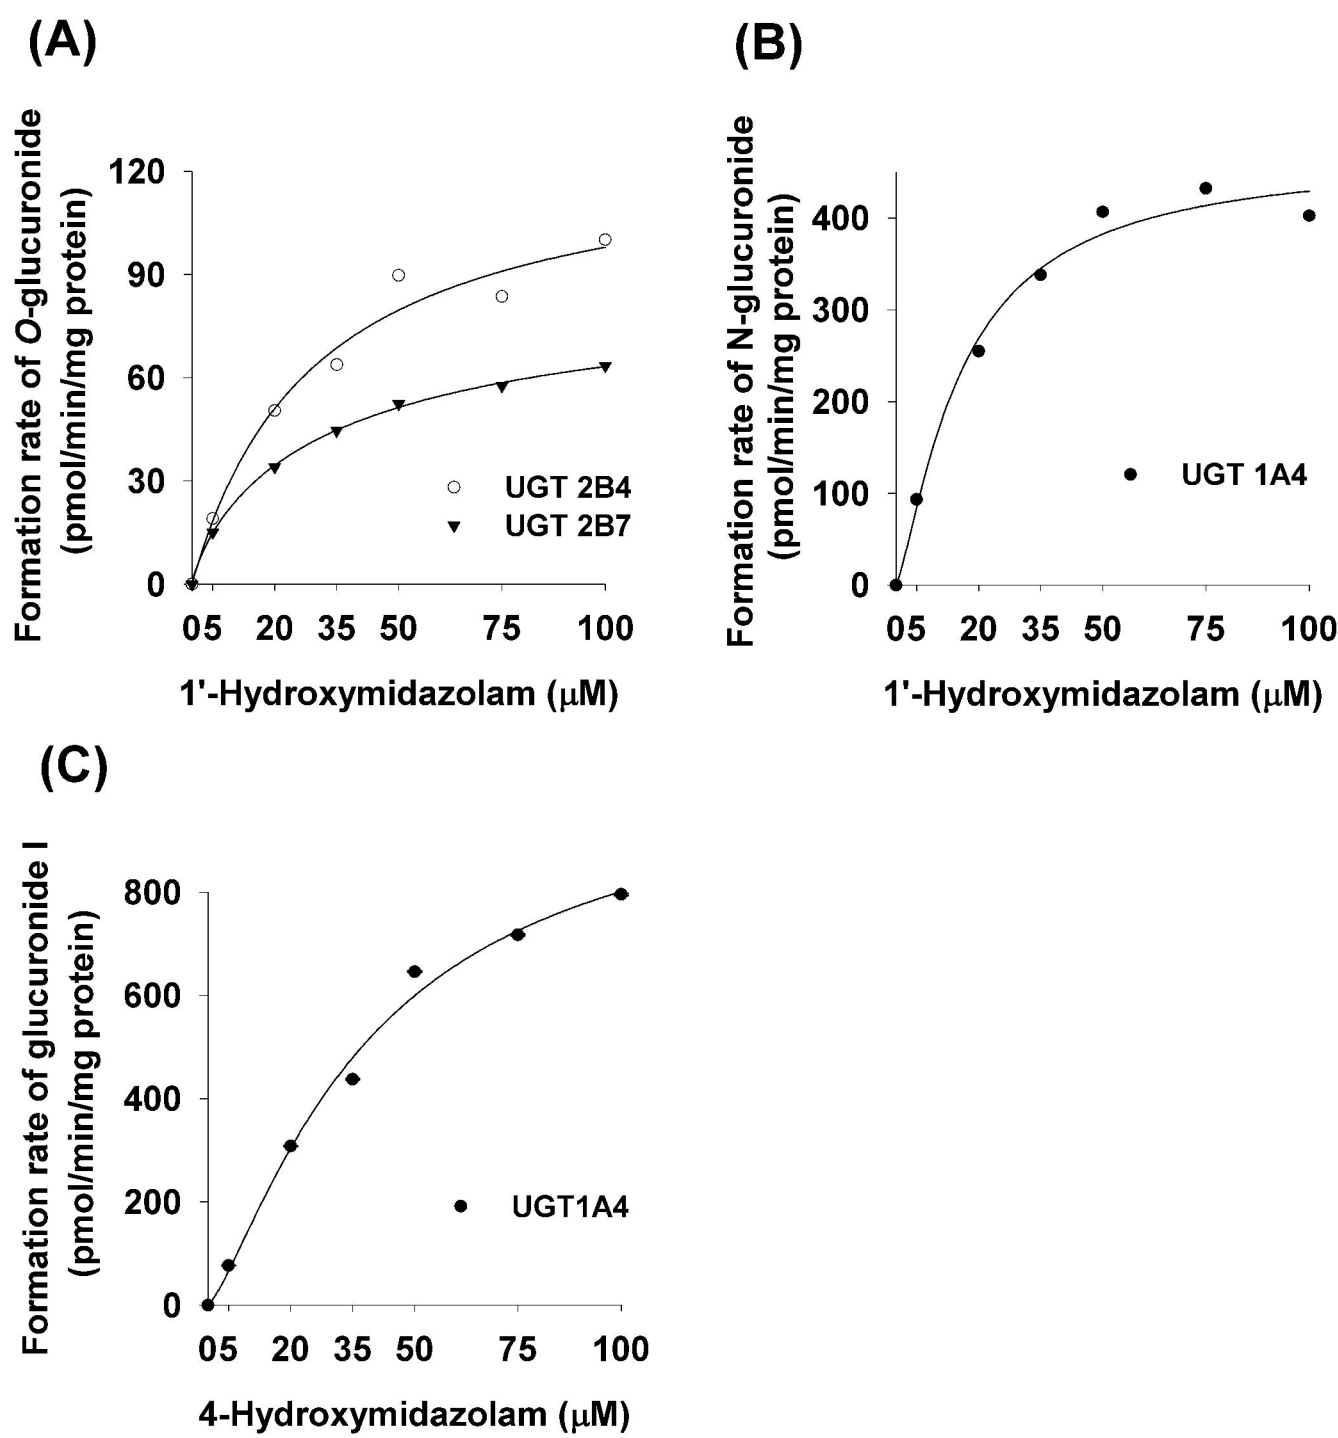 (A)
Formation rate of O-glucuronide
(pmol/min/mg protein)
120
90
60
30
0
UGT 2B4
UGT 2B7
05 20 35 50 75 100
1'-Hydroxymidazolam (μM)
(B)
Formation rate of N-glucuronide
(pmol/min/mg protein)
400
300
200
100
0
UGT 1A4
05 20 35 50 75 100
1'-Hydroxymidazolam (μM)
(C)
Formation rate of glucuronide I
(pmol/min/mg protein)
800
600
400
200
0
UGT1A4
05 20 35 50 75 100
4-Hydroxymidazolam (μM)